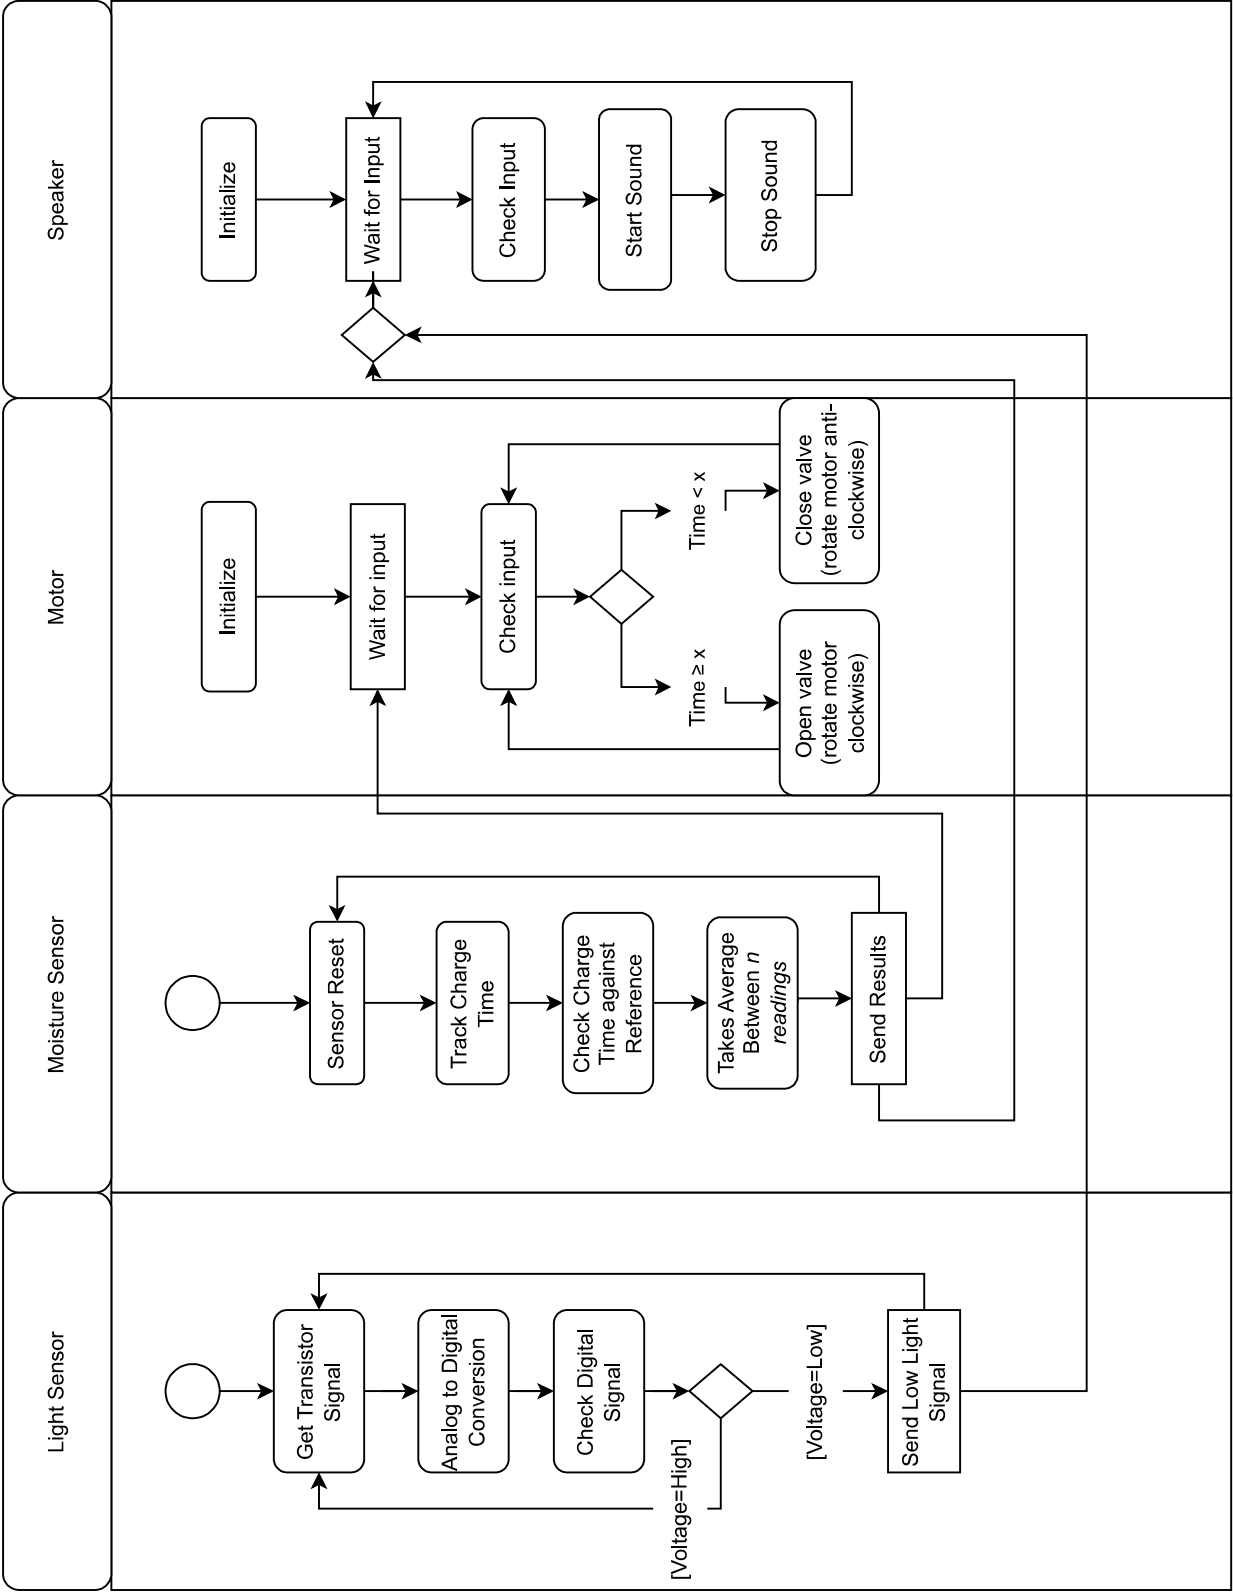 Light Sensor
Get Transistor
Signal
Analog to Digital
Conversion
Check Digital
Signal
[Voltage=High]
[Voltage=Low]
Send Low Light
Signal
Moisture Sensor
Sensor Reset
Track Charge
Time
Check Charge
Time against
Reference
Takes Average
Between n
readings
Send Results
Motor
Initialize
Wait for input
Check input
Time ≥ x
Time < x
Open valve
(rotate motor
clockwise)
Close valve
(rotate motor anti-
clockwise)
Speaker
Initialize
Wait for Input
Check Input
Start Sound
Stop Sound